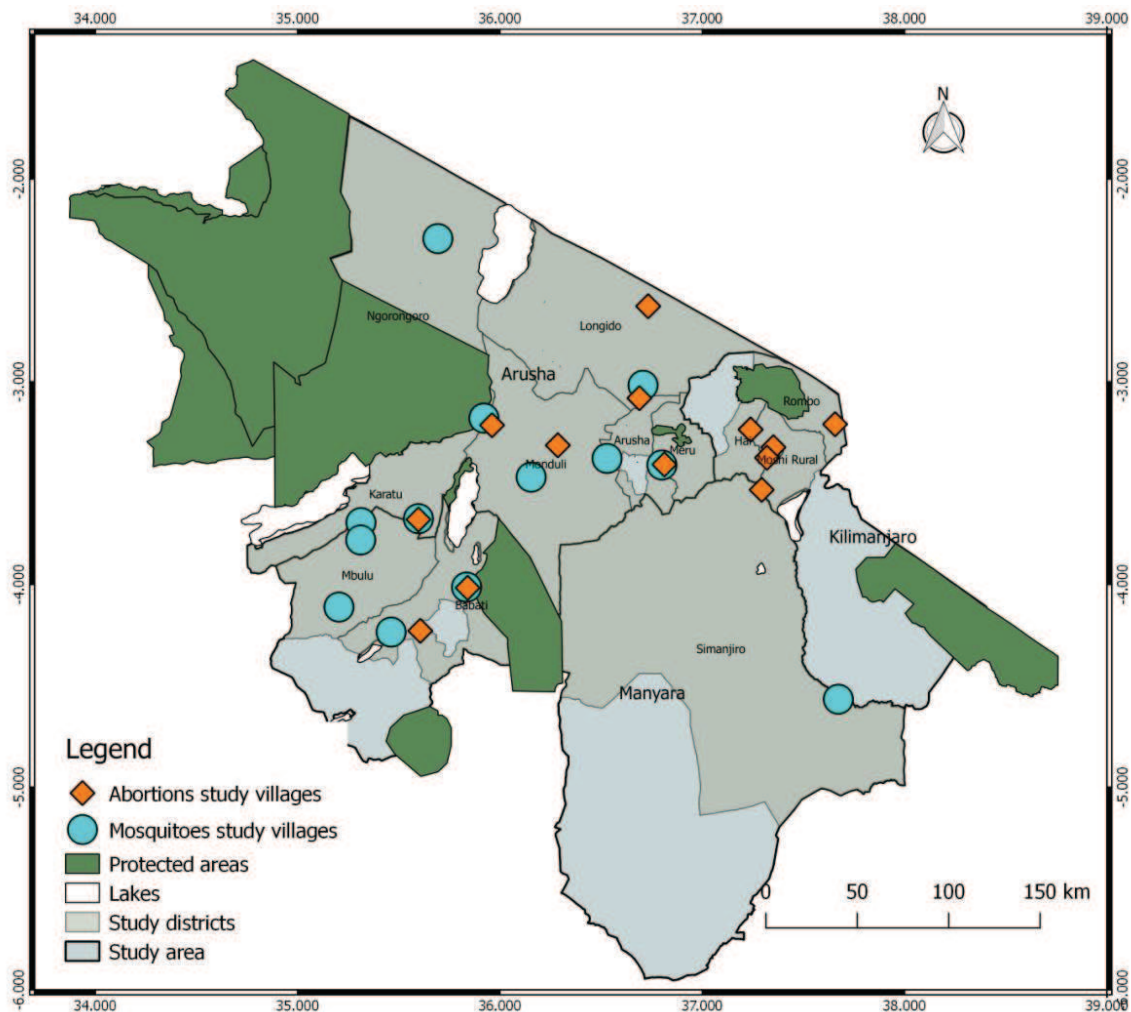 34.000 35.000 36.000 37.000 38.000 39.000
N
-2.000 -2.000
Ngorongoro
Longido
-3.000 Arusha -3.000
Rombo
Arusha Hai
Meru
Monduli Moshi Rural
Karatu
Kilimanjaro
Mbulu
-4.000 -4.000
Babati
Simanjiro
Manyara
Legend
-5.000 -5.000
Abortions study villages
Mosquitoes study villages
Protected areas
0 50 100 150 km
Lakes
Study districts
Study area
-6.000 -6.000
34.000 35.000 36.000 37.000 38.000 39.000